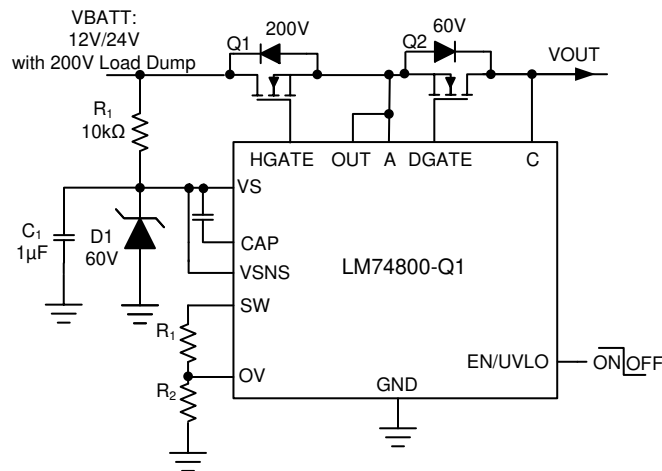 VBATT:
12V/24V
with 200V Load Dump
Q1
200V
Q2
60V
VOUT
R1
10kΩ
HGATE
OUT
A
DGATE
C
VS
C1
1µF
D1
60V
CAP
VSNS
LM74800-Q1
SW
R1
OV
R2
EN/UVLO
ON
OFF
GND